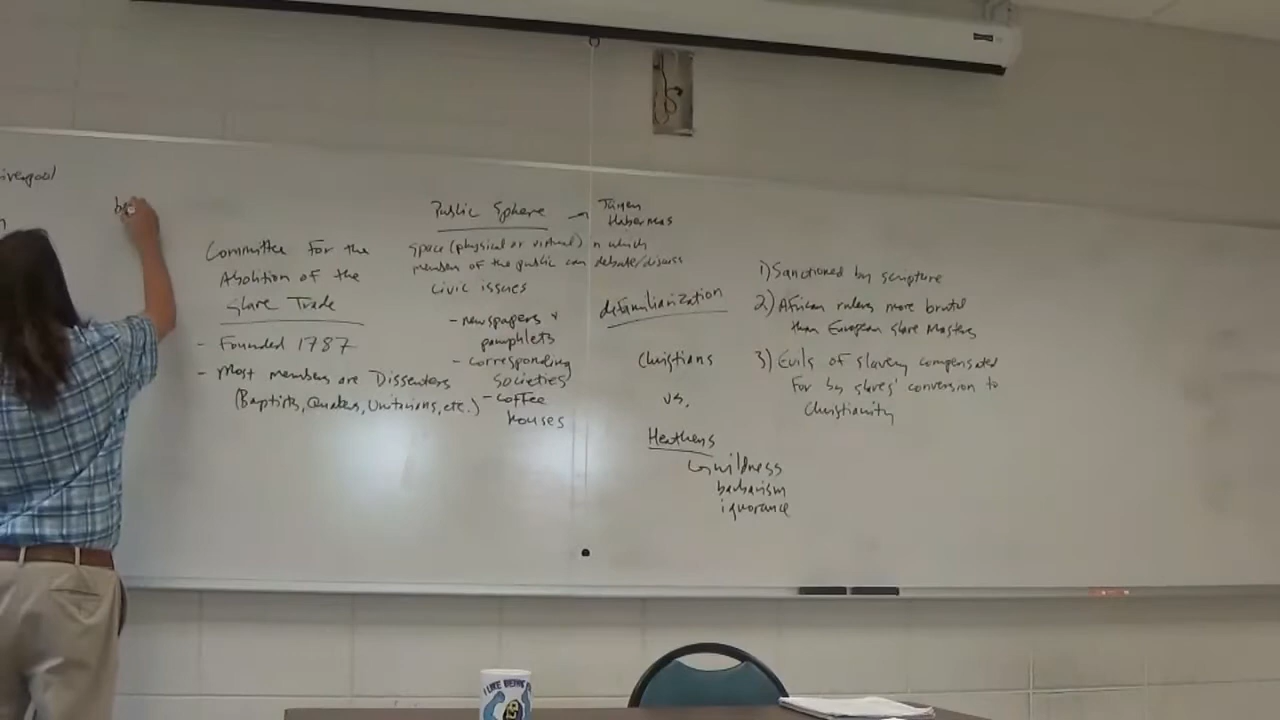 Committee For the
Abolition of the
Slave Trade
- Founded 1787
- Most members are Dissenters
(Baptists, Quakers, Unitarians, etc.)
Public Sphere → Jürgen
Habermas
space (physical or virtual) in which
members of the public can debate/discuss
civic issues
- newspapers +
pamphlets
- corresponding
societies
- coffee
houses
defamiliarization
Christians
vs.
Heathens
↳ wildness
barbarism
ignorance
1) Sanctioned by scripture
2) African rulers more brutal
than European slave masters
3) Evils of slavery compensated
for by slaves' conversion to
Christianity
I LIKE BEING